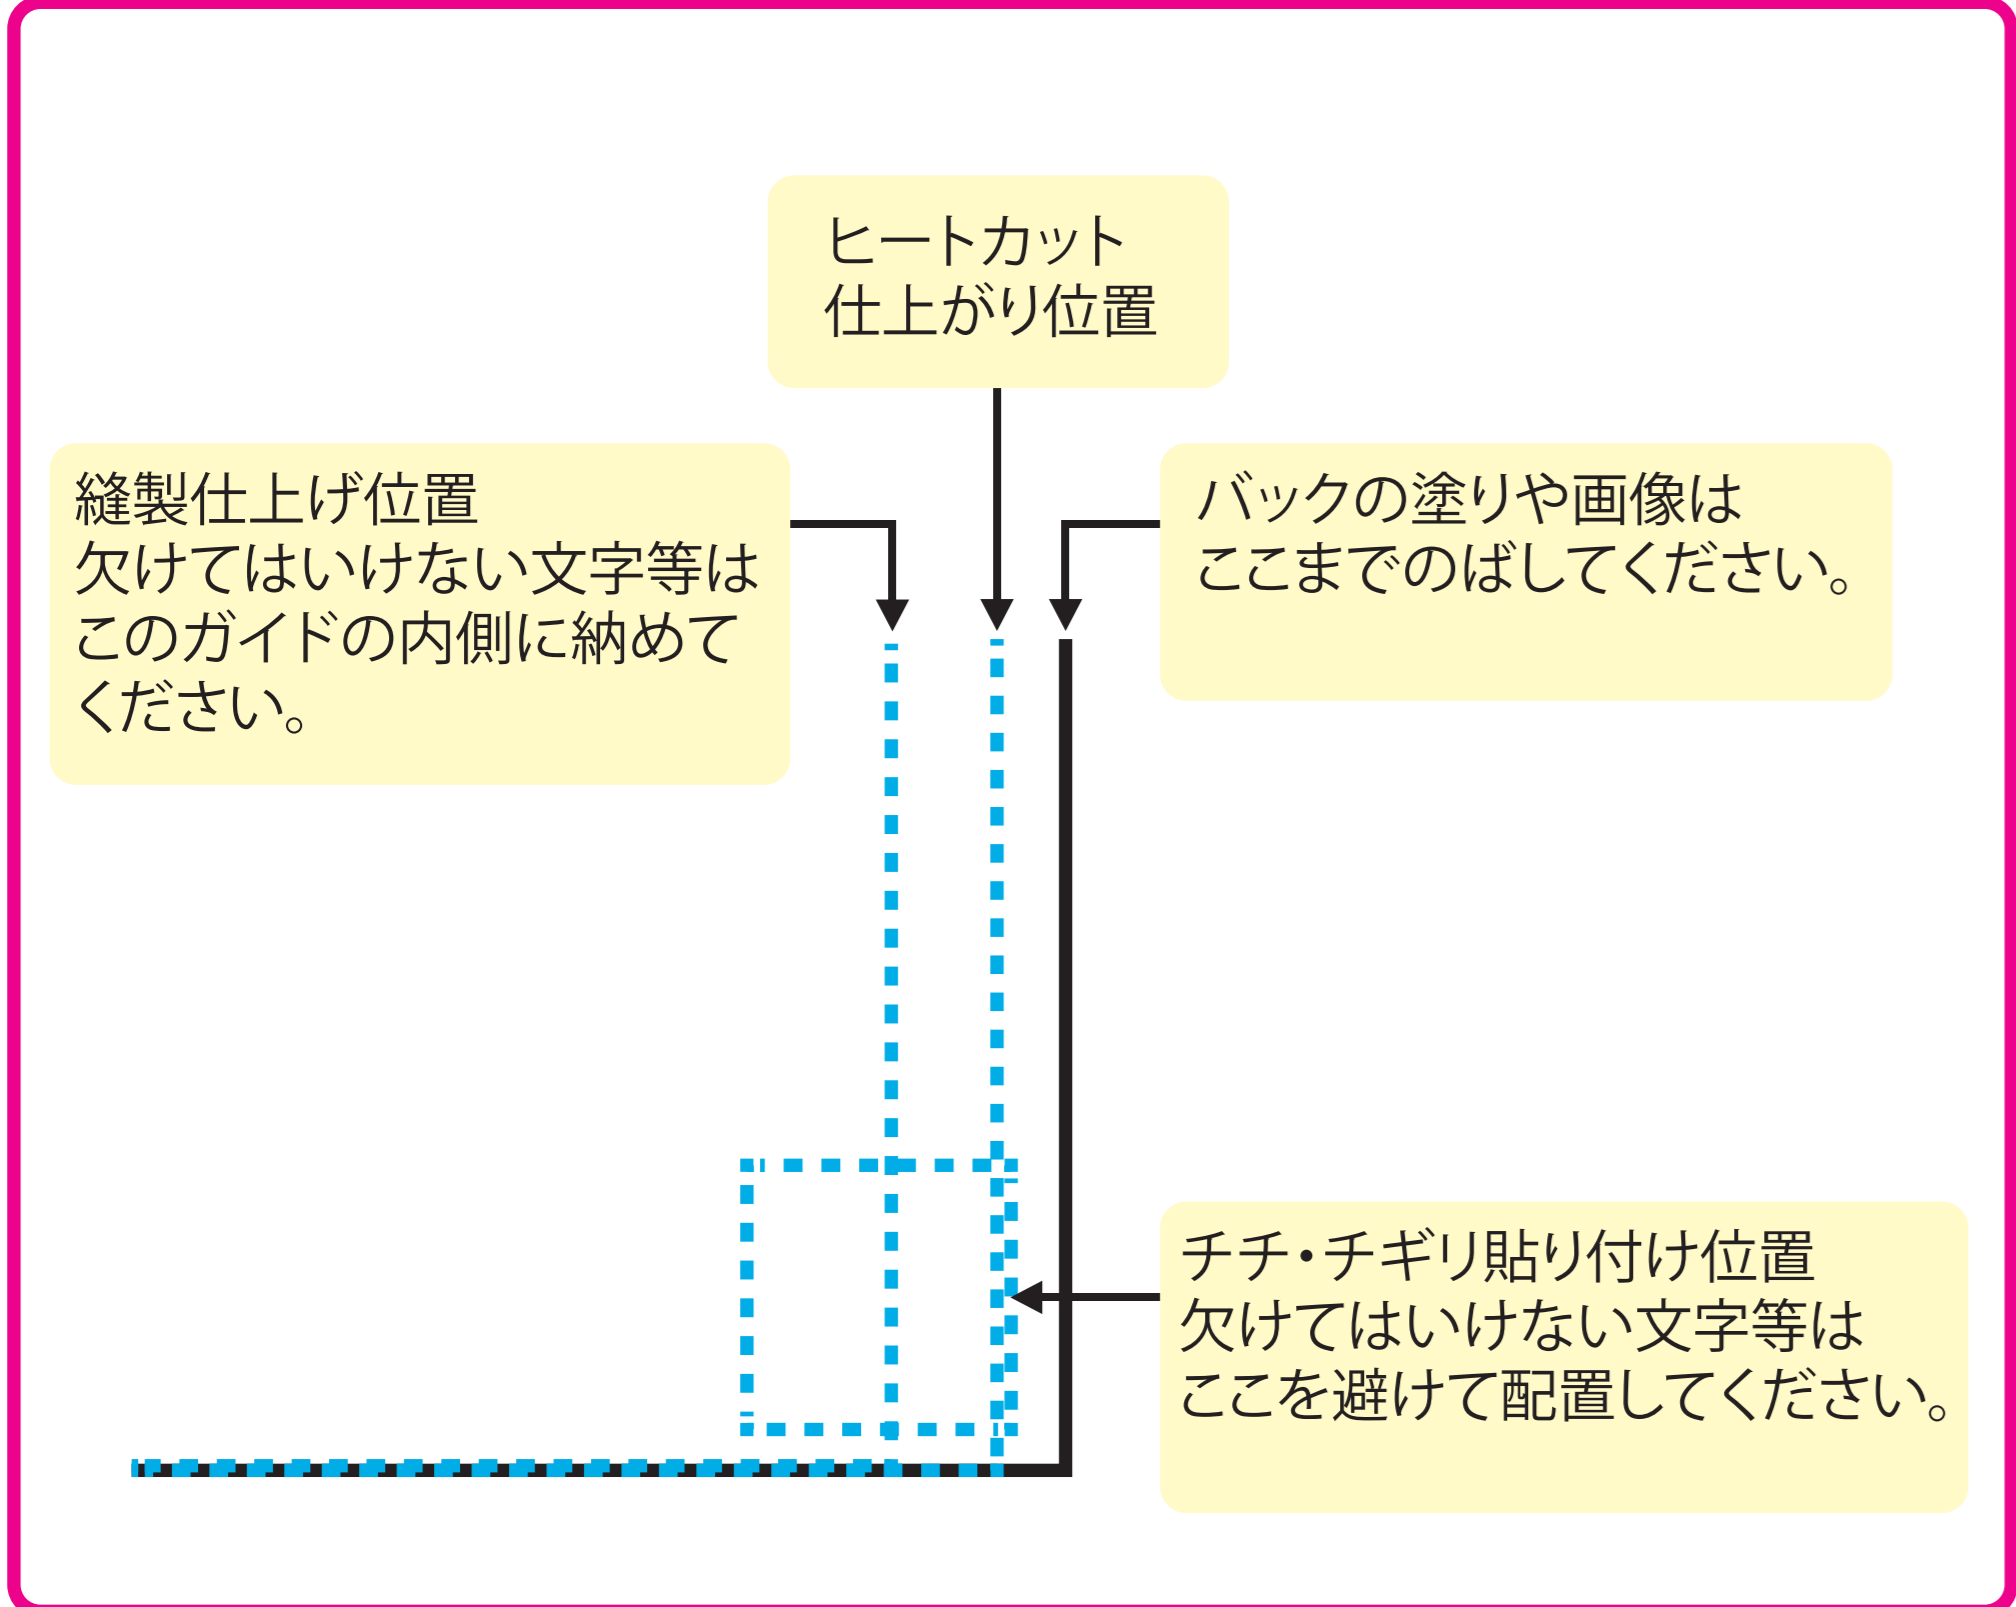 ヒートカット
仕上がり位置
縫製仕上げ位置
欠けてはいけない文字等は
このガイドの内側に納めて
ください。
バックの塗りや画像は
ここまでのばしてください。
チチ・チギリ貼り付け位置
欠けてはいけない文字等は
ここを避けて配置してください。